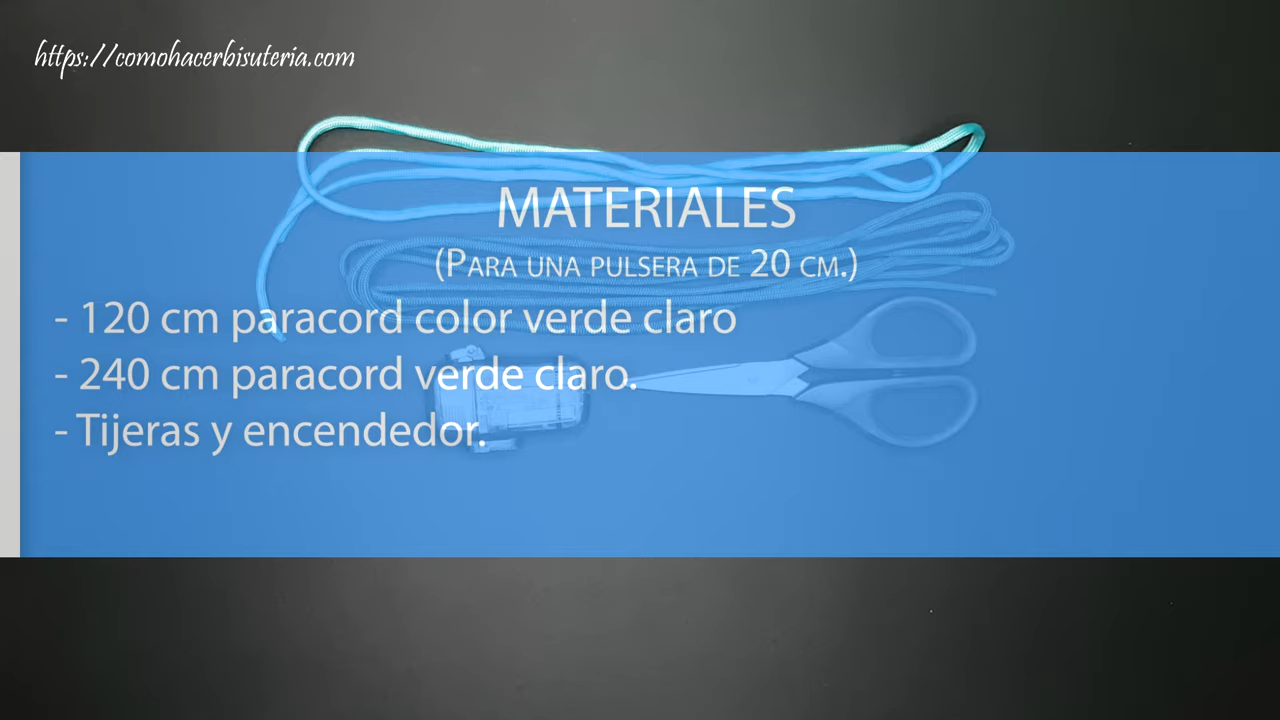 https://comohacerbisuteria.com
MATERIALES
(Para una pulsera de 20 cm.)
- 120 cm paracord color verde claro
- 240 cm paracord verde claro.
- Tijeras y encendedor.